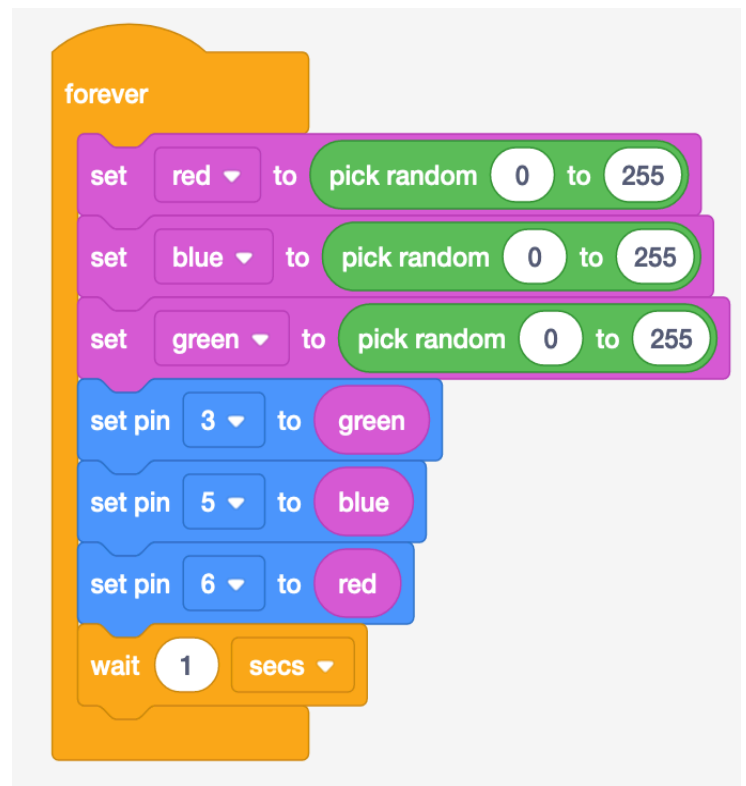 forever
set red to pick random 0 to 255
set blue to pick random 0 to 255
set green to pick random 0 to 255
set pin 3 to green
set pin 5 to blue
set pin 6 to red
wait 1 secs